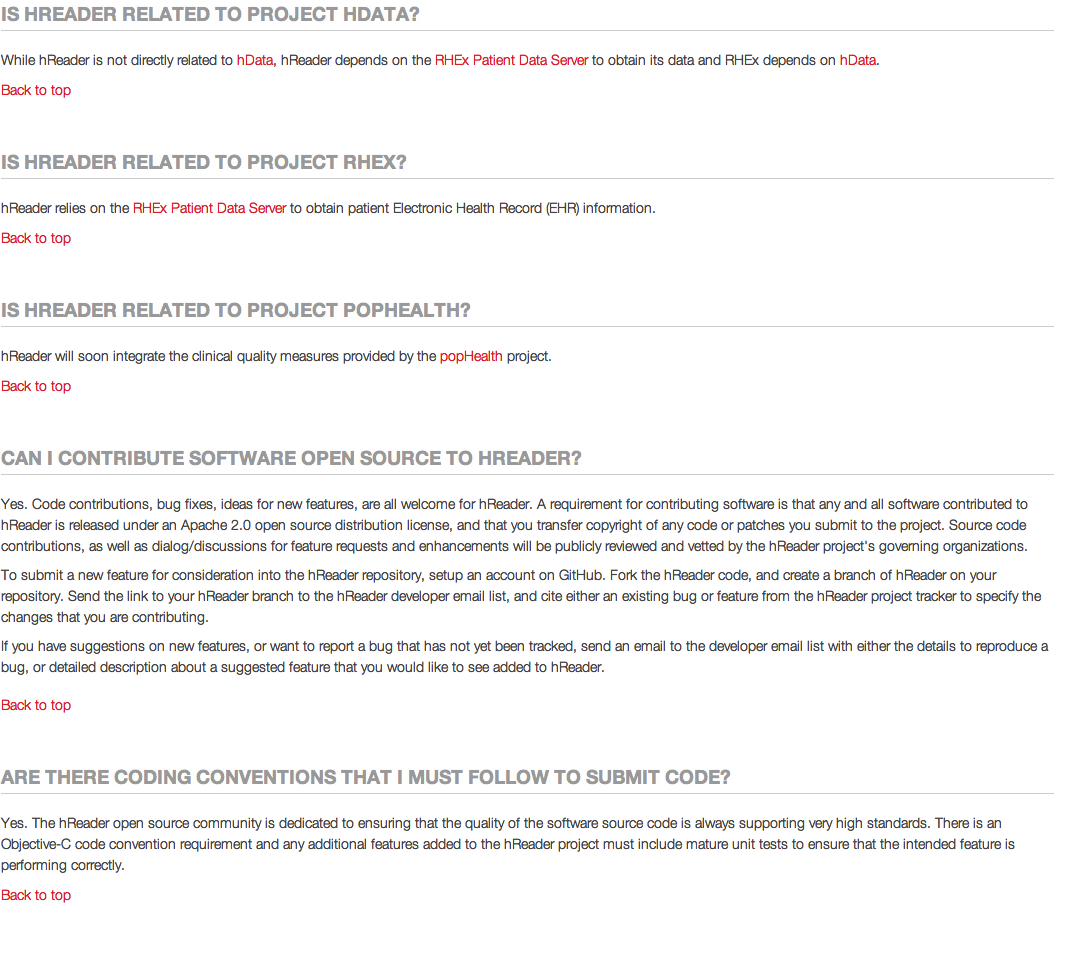 IS HREADER RELATED TO PROJECT HDATA?
While hReader is not directly related to hData, hReader depends on the RHEx Patient Data Server to obtain its data and RHEx depends on hData.
Back to top
IS HREADER RELATED TO PROJECT RHEX?
hReader relies on the RHEx Patient Data Server to obtain patient Electronic Health Record (EHR) information.
Back to top
IS HREADER RELATED TO PROJECT POPHEALTH?
hReader will soon integrate the clinical quality measures provided by the popHealth project.
Back to top
CAN I CONTRIBUTE SOFTWARE OPEN SOURCE TO HREADER?
Yes. Code contributions, bug fixes, ideas for new features, are all welcome for hReader. A requirement for contributing software is that any and all software contributed to
hReader is released under an Apache 2.0 open source distribution license, and that you transfer copyright of any code or patches you submit to the project. Source code
contributions, as well as dialog/discussions for feature requests and enhancements will be publicly reviewed and vetted by the hReader project's governing organizations.
To submit a new feature for consideration into the hReader repository, setup an account on GitHub. Fork the hReader code, and create a branch of hReader on your
repository. Send the link to your hReader branch to the hReader developer email list, and cite either an existing bug or feature from the hReader project tracker to specify the
changes that you are contributing.
If you have suggestions on new features, or want to report a bug that has not yet been tracked, send an email to the developer email list with either the details to reproduce a
bug, or detailed description about a suggested feature that you would like to see added to hReader.
Back to top
ARE THERE CODING CONVENTIONS THAT I MUST FOLLOW TO SUBMIT CODE?
Yes. The hReader open source community is dedicated to ensuring that the quality of the software source code is always supporting very high standards. There is an
Objective-C code convention requirement and any additional features added to the hReader project must include mature unit tests to ensure that the intended feature is
performing correctly.
Back to top